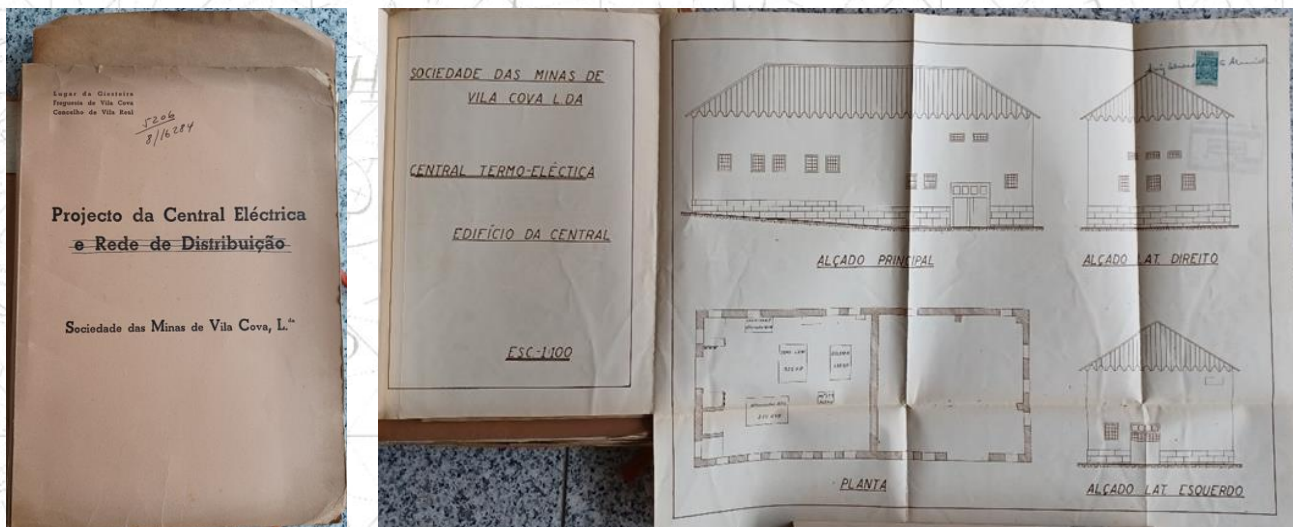 Lugar da Giesteira
Freguesia de Vila Cova
Concelho de Vila Real
5206
8/16284
Projecto da Central Eléctrica
e Rede de Distribuição
Sociedade das Minas de Vila Cova, L.da
SOCIEDADE DAS MINAS DE
VILA COVA L.DA
CENTRAL TERMO-ELÉCTICA
EDIFÍCIO DA CENTRAL
ESC-1:100
ALÇADO PRINCIPAL
ALÇADO LAT. DIREITO
PLANTA
ALÇADO LAT ESQUERDO